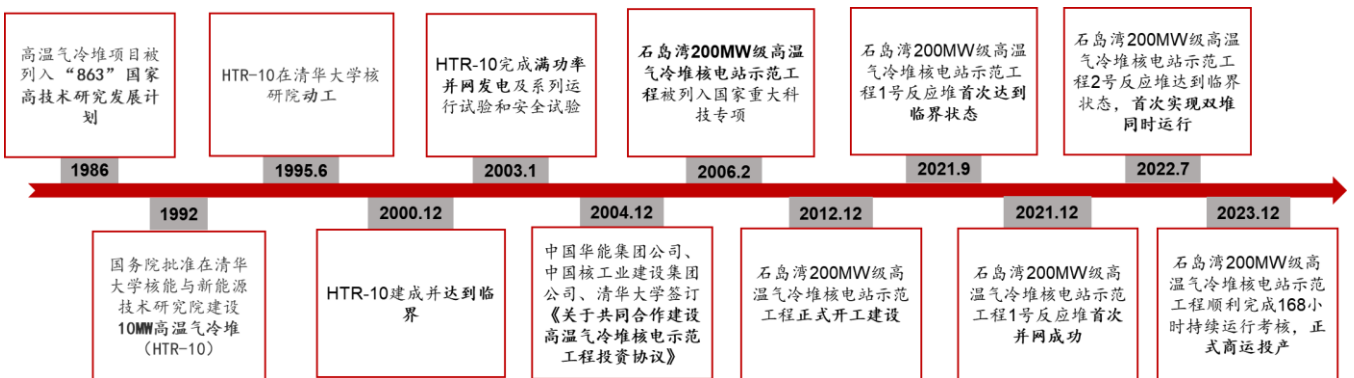 高温气冷堆项目被
列入“863”国家
高技术研究发展计
划
1986
1992
国务院批准在清华
大学核能与新能源
技术研究院建设
10MW高温气冷堆
（HTR-10）
HTR-10在清华大学核
研院动工
1995.6
2000.12
HTR-10建成并达到临
界
HTR-10完成满功率
并网发电及系列运
行试验和安全试验
2003.1
2004.12
中国华能集团公司、
中国核工业建设集团
公司、清华大学签订
《关于共同合作建设
高温气冷堆核电示范
工程投资协议》
石岛湾200MW级高温
气冷堆核电站示范工
程被列入国家重大科
技专项
2006.2
2012.12
石岛湾200MW级高
温气冷堆核电站示范
工程正式开工建设
石岛湾200MW级高温
气冷堆核电站示范工
程1号反应堆首次达到
临界状态
2021.9
2021.12
石岛湾200MW级高
温气冷堆核电站示范
工程1号反应堆首次
并网成功
石岛湾200MW级高温
气冷堆核电站示范工
程2号反应堆达到临界
状态，首次实现双堆
同时运行
2022.7
2023.12
石岛湾200MW级高
温气冷堆核电站示范
工程顺利完成168小
时持续运行考核，正
式商运投产